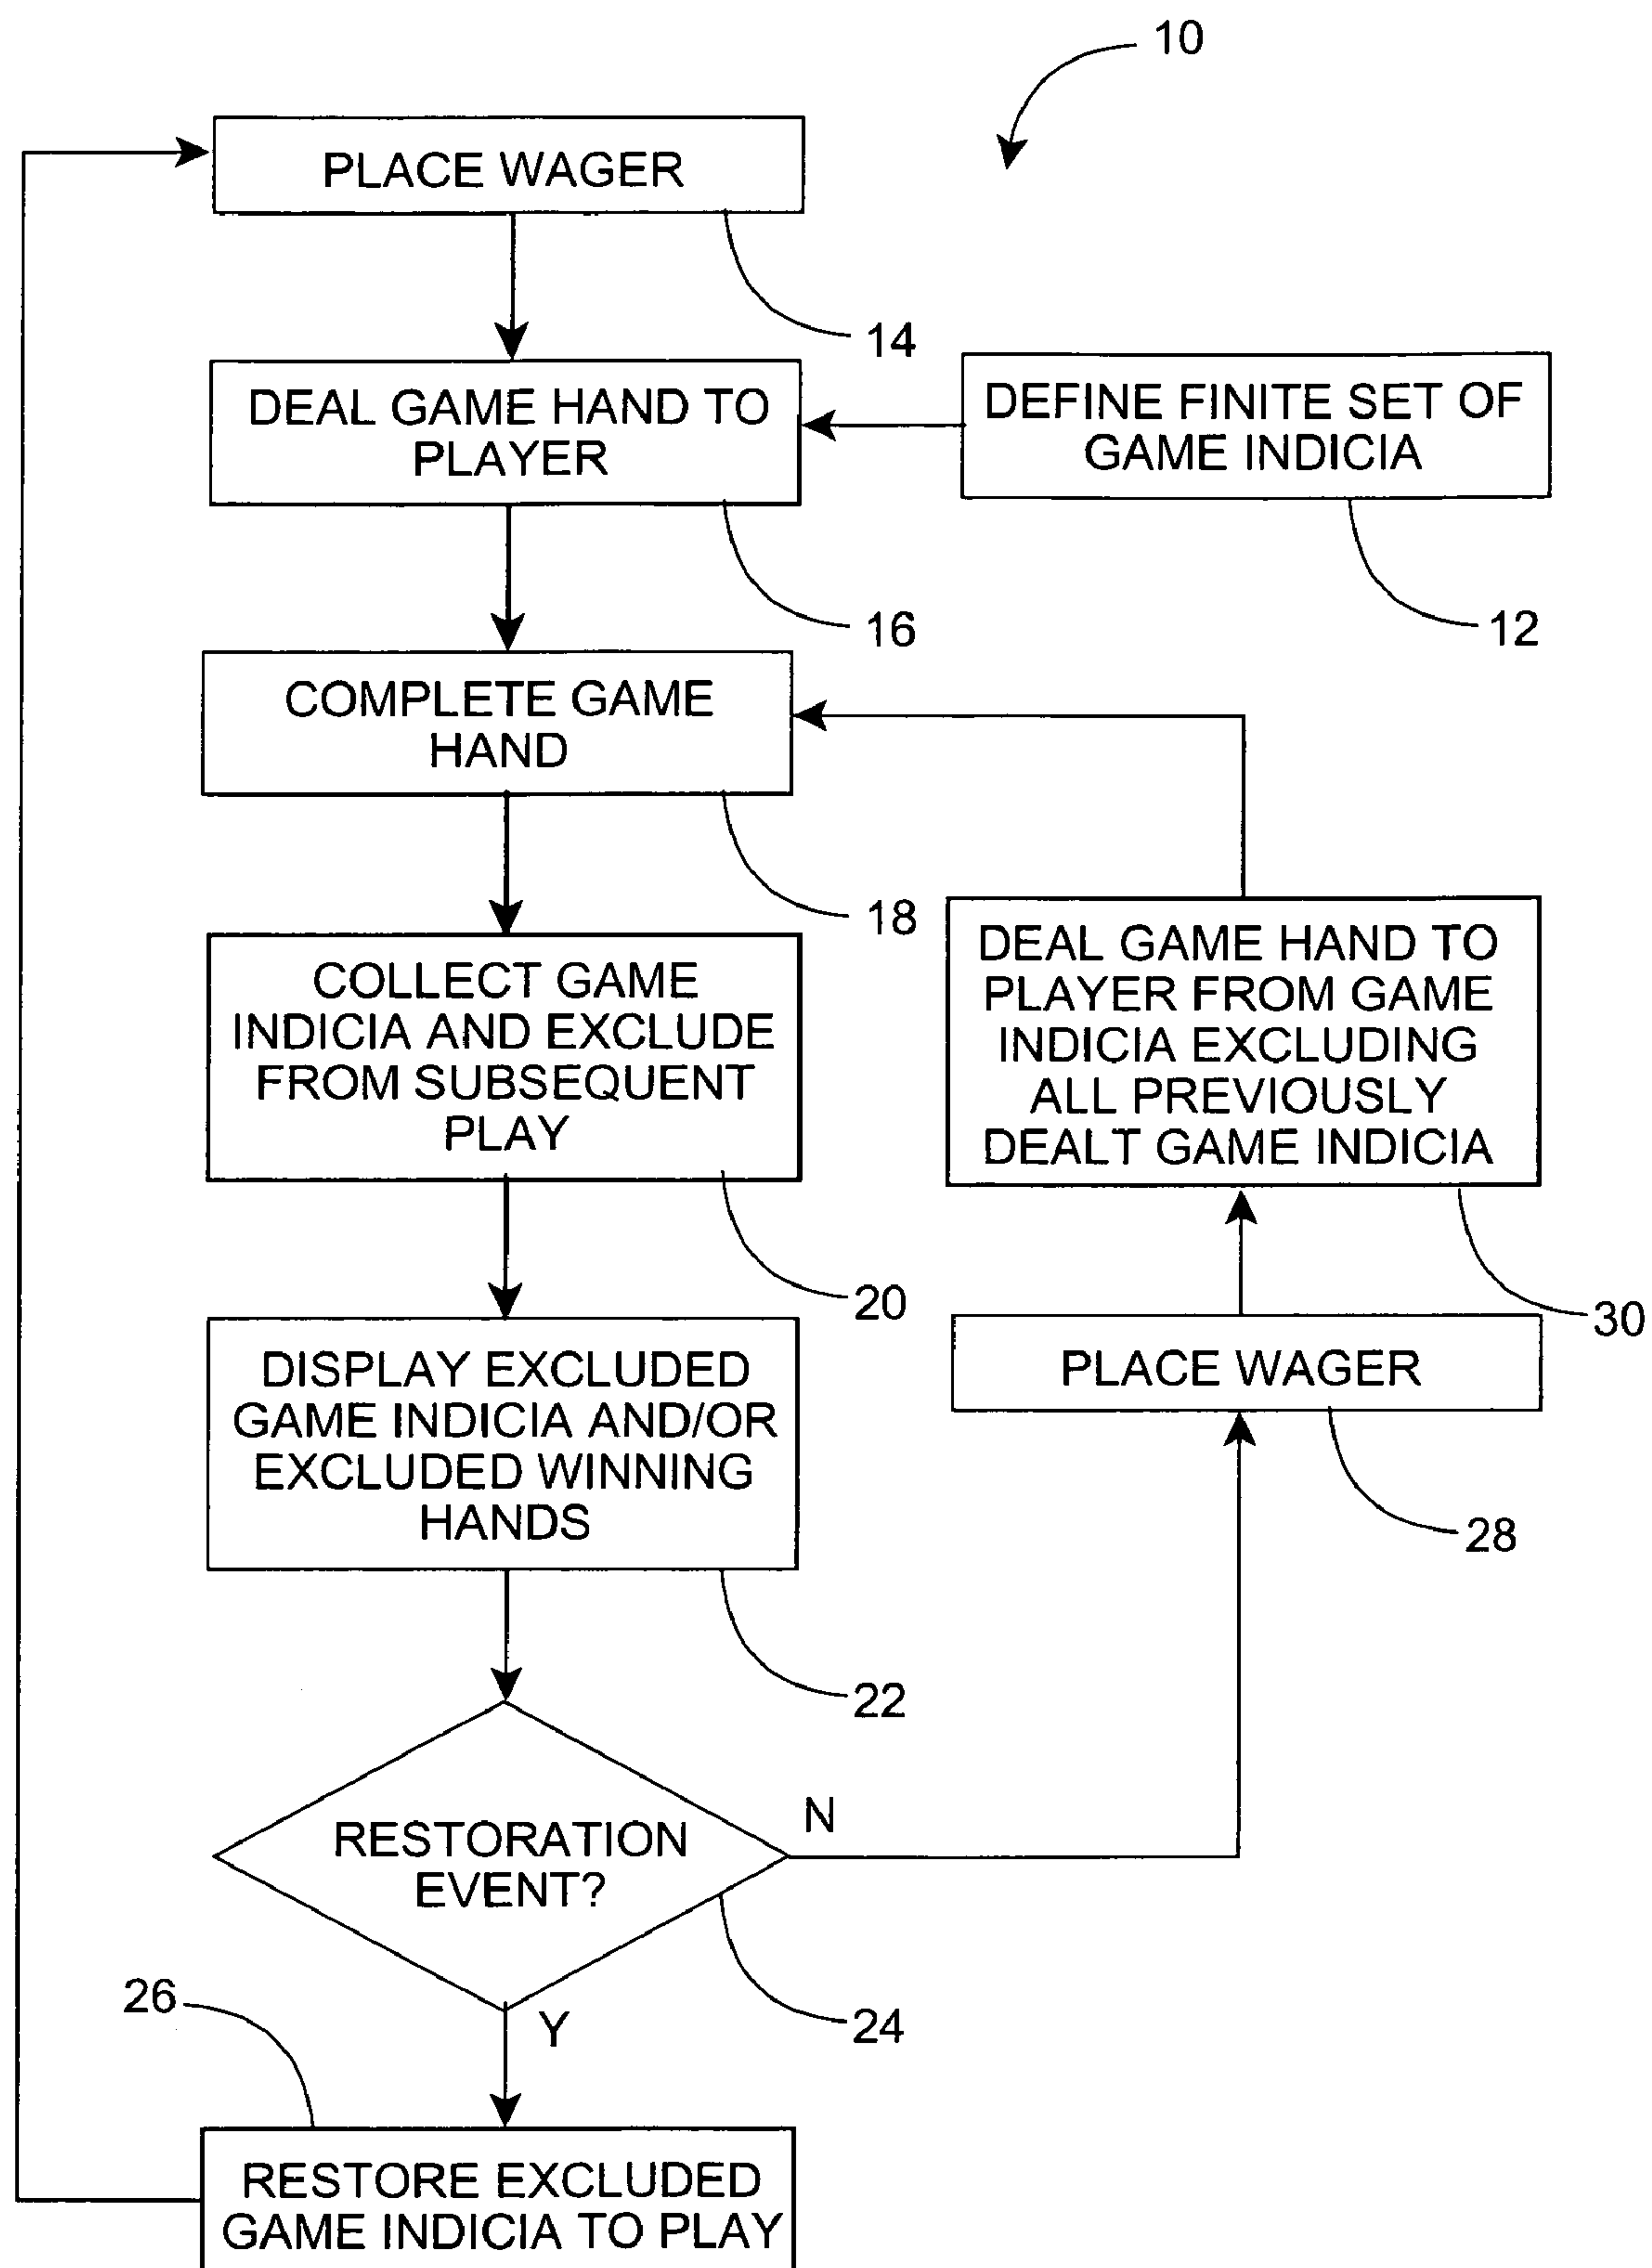 10
PLACE WAGER
14
DEAL GAME HAND TO
PLAYER
16
DEFINE FINITE SET OF
GAME INDICIA
12
COMPLETE GAME
HAND
18
COLLECT GAME
INDICIA AND EXCLUDE
FROM SUBSEQUENT
PLAY
20
DEAL GAME HAND TO
PLAYER FROM GAME
INDICIA EXCLUDING
ALL PREVIOUSLY
DEALT GAME INDICIA
30
DISPLAY EXCLUDED
GAME INDICIA AND/OR
EXCLUDED WINNING
HANDS
22
PLACE WAGER
28
RESTORATION
EVENT?
N
24
Y
26
RESTORE EXCLUDED
GAME INDICIA TO PLAY